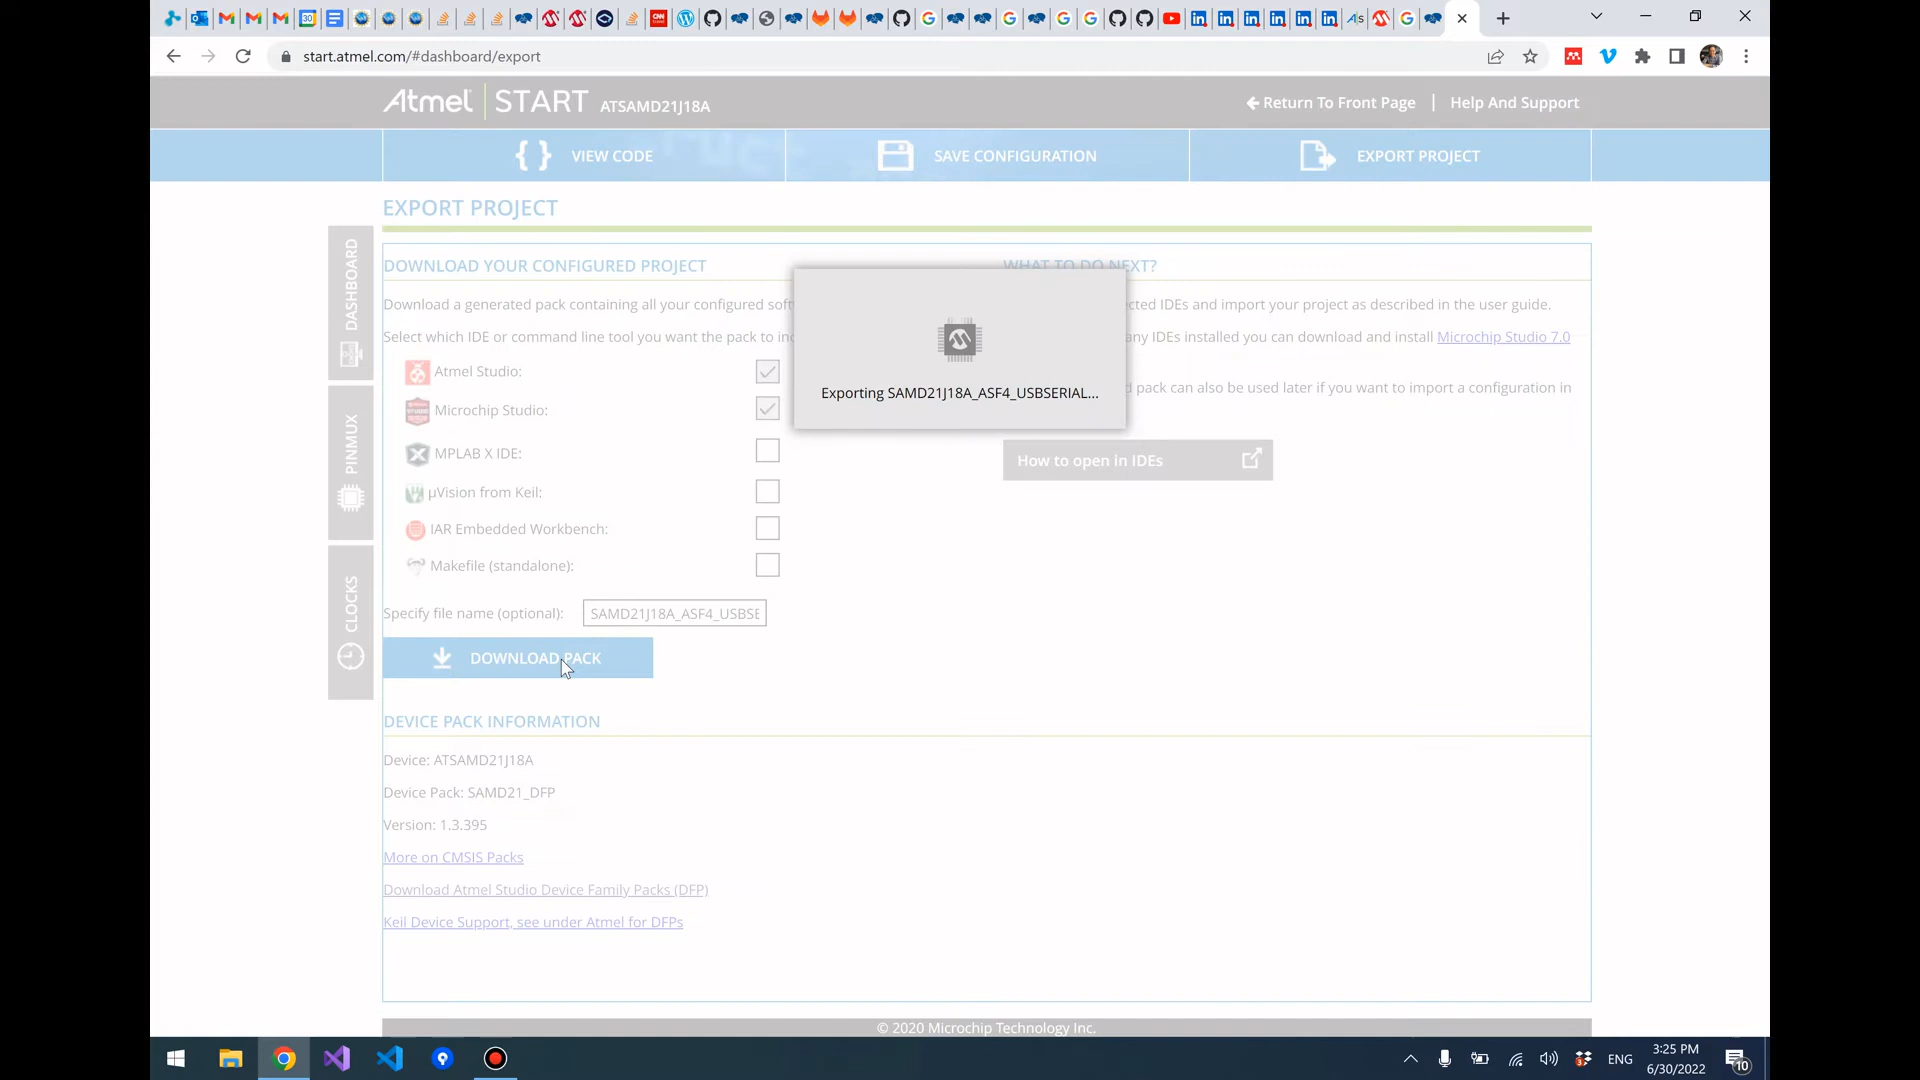 start.atmel.com/#dashboard/export
Atmel START ATSAMD21J18A
Return To Front Page | Help And Support
VIEW CODE
SAVE CONFIGURATION
EXPORT PROJECT
EXPORT PROJECT
DASHBOARD
PINMUX
CLOCKS
DOWNLOAD YOUR CONFIGURED PROJECT
Download a generated pack containing all your configured
Select which IDE or command line tool you want the pack to
Atmel Studio:
Microchip Studio:
MPLAB X IDE:
µVision from Keil:
IAR Embedded Workbench:
Makefile (standalone):
Specify file name (optional): SAMD21J18A_ASF4_USBSE
DOWNLOAD PACK
WHAT TO DO NEXT?
IDEs and import your project as described in the user guide.
any IDEs installed you can download and install Microchip Studio 7.0
pack can also be used later if you want to import a configuration in
How to open in IDEs
Exporting SAMD21J18A_ASF4_USBSERIAL...
DEVICE PACK INFORMATION
Device: ATSAMD21J18A
Device Pack: SAMD21_DFP
Version: 1.3.395
More on CMSIS Packs
Download Atmel Studio Device Family Packs (DFP)
Keil Device Support, see under Atmel for DFPs
© 2020 Microchip Technology Inc.
ENG
3:25 PM
6/30/2022
10